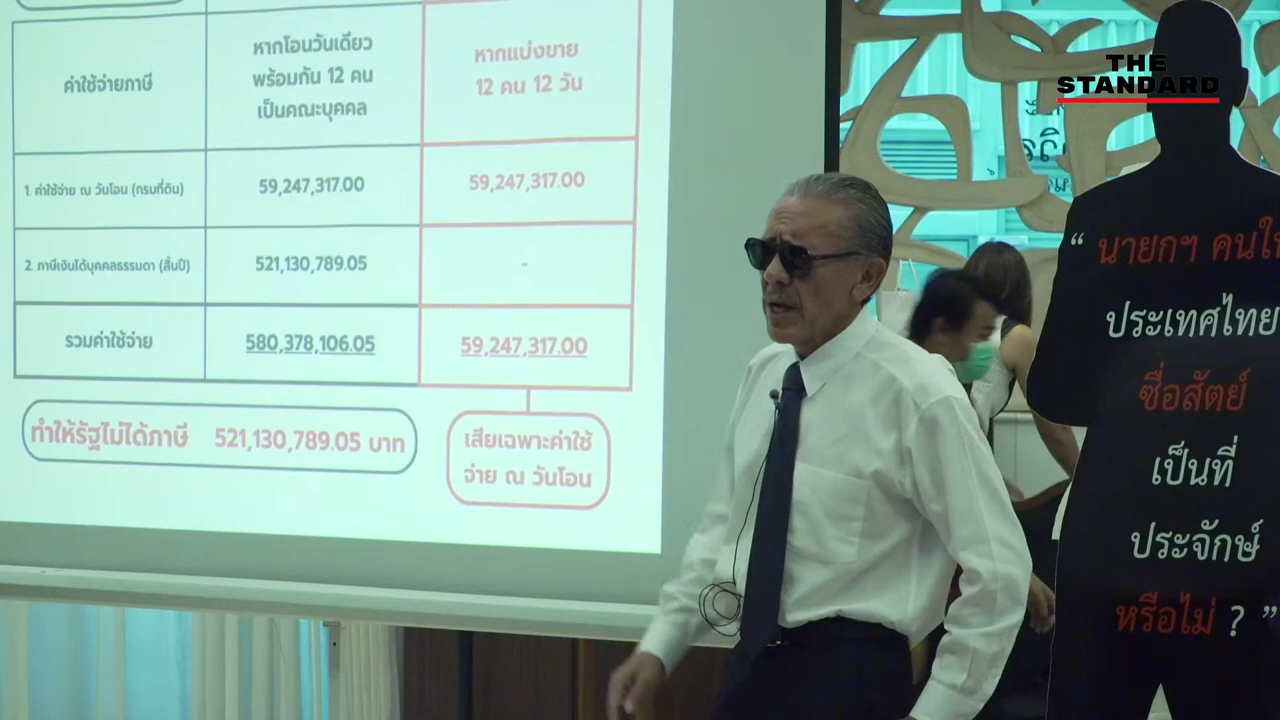 ค่าใช้จ่ายภาษี
หากโอนวันเดียว
พร้อมกัน 12 คน
เป็นคณะบุคคล
หากแบ่งขาย
12 คน 12 วัน
1. ค่าใช้จ่าย ณ วันโอน (กรมที่ดิน)
59,247,317.00
59,247,317.00
2. ภาษีเงินได้บุคคลธรรมดา (สิ้นปี)
521,130,789.05
-
รวมค่าใช้จ่าย
580,378,106.05
59,247,317.00
ทำให้รัฐไม่ได้ภาษี 521,130,789.05 บาท
เสียเฉพาะค่าใช้
จ่าย ณ วันโอน
THE
STANDARD
“ นายกฯ
ประเทศไทย
ซื่อสัตย์
เป็นที่
ประจักษ์
หรือไม่ ? ”